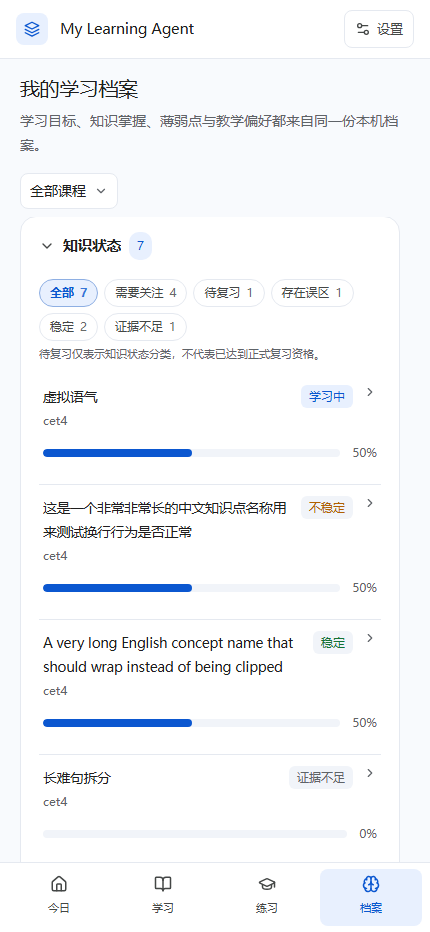 My Learning Agent
设置
我的学习档案
学习目标、知识掌握、薄弱点与教学偏好都来自同一份本机档
案。
全部课程
知识状态 7
全部 7 需要关注 4 待复习 1 存在误区 1
稳定 2 证据不足 1
待复习仅表示知识状态分类，不代表已达到正式复习资格。
虚拟语气 学习中
cet4
50%
这是一个非常非常长的中文知识点名称用 不稳定
来测试换行行为是否正常
cet4
50%
A very long English concept name that 稳定
should wrap instead of being clipped
cet4
50%
长难句拆分 证据不足
cet4
0%
今日 学习 练习 档案